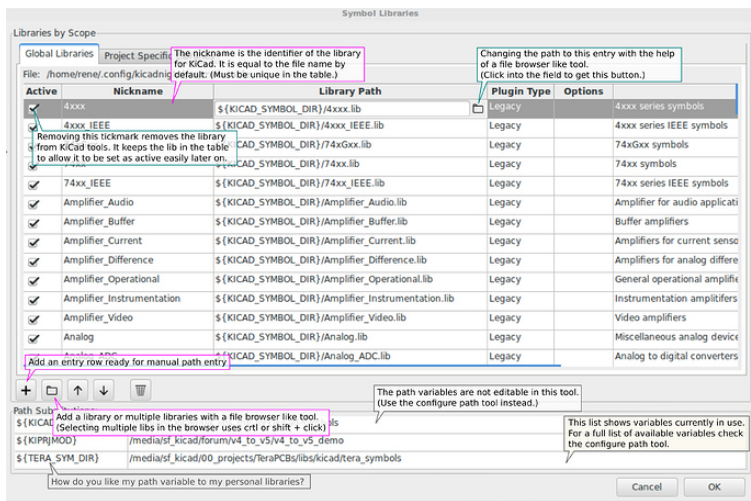 Symbol Libraries
Libraries by Scope
Global Libraries
Project Specific
The nickname is the identifier of the library
for KiCad. It is equal to the file name by
default. (Must be unique in the table.)
Changing the path to this entry with the help
of a file browser like tool.
(Click into the field to get this button.)
File: /home/rene/.config/kicadnig
Active Nickname Library Path Plugin Type Options
4xxx ${KICAD_SYMBOL_DIR}/4xxx.lib Legacy 4xxx series symbols
4xxx_IEEE ${KICAD_SYMBOL_DIR}/4xxx_IEEE.lib Legacy 4xxx series IEEE symbols
Removing this tickmark removes the library
from KiCad tools. It keeps the lib in the table
to allow it to be set as active easily later on.
${KICAD_SYMBOL_DIR}/74xGxx.lib Legacy 74xGxx symbols
74xx ${KICAD_SYMBOL_DIR}/74xx.lib Legacy 74xx symbols
74xx_IEEE ${KICAD_SYMBOL_DIR}/74xx_IEEE.lib Legacy 74xx series IEEE symbols
Amplifier_Audio ${KICAD_SYMBOL_DIR}/Amplifier_Audio.lib Legacy Amplifier for audio applicati
Amplifier_Buffer ${KICAD_SYMBOL_DIR}/Amplifier_Buffer.lib Legacy Buffer amplifiers
Amplifier_Current ${KICAD_SYMBOL_DIR}/Amplifier_Current.lib Legacy Amplifiers for current senso
Amplifier_Difference ${KICAD_SYMBOL_DIR}/Amplifier_Difference.lib Legacy Amplifiers for analog differe
Amplifier_Operational ${KICAD_SYMBOL_DIR}/Amplifier_Operational.lib Legacy General operational amplifie
Amplifier_Instrumentation ${KICAD_SYMBOL_DIR}/Amplifier_Instrumentation.lib Legacy Instrumentation amplitifers
Amplifier_Video ${KICAD_SYMBOL_DIR}/Amplifier_Video.lib Legacy Video amplifiers
Analog ${KICAD_SYMBOL_DIR}/Analog.lib Legacy Miscellaneous analog device
Analog_ADC ${KICAD_SYMBOL_DIR}/Analog_ADC.lib Legacy Analog to digital converters
Add an entry row ready for manual path entry
The path variables are not editable in this tool.
(Use the configure path tool instead.)
Path Substitutions
Add a library or multiple libraries with a file browser like tool.
(Selecting multiple libs in the browser uses crtl or shift + click)
This list shows variables currently in use.
For a full list of available variables check
the configure path tool.
${KICAD
${KIPRJMOD} /media/sf_kicad/forum/v4_to_v5/v4_to_v5_demo
${TERA_SYM_DIR} /media/sf_kicad/00_projects/TeraPCBs/libs/kicad/tera_symbols
How do you like my path variable to my personal libraries?
Cancel OK